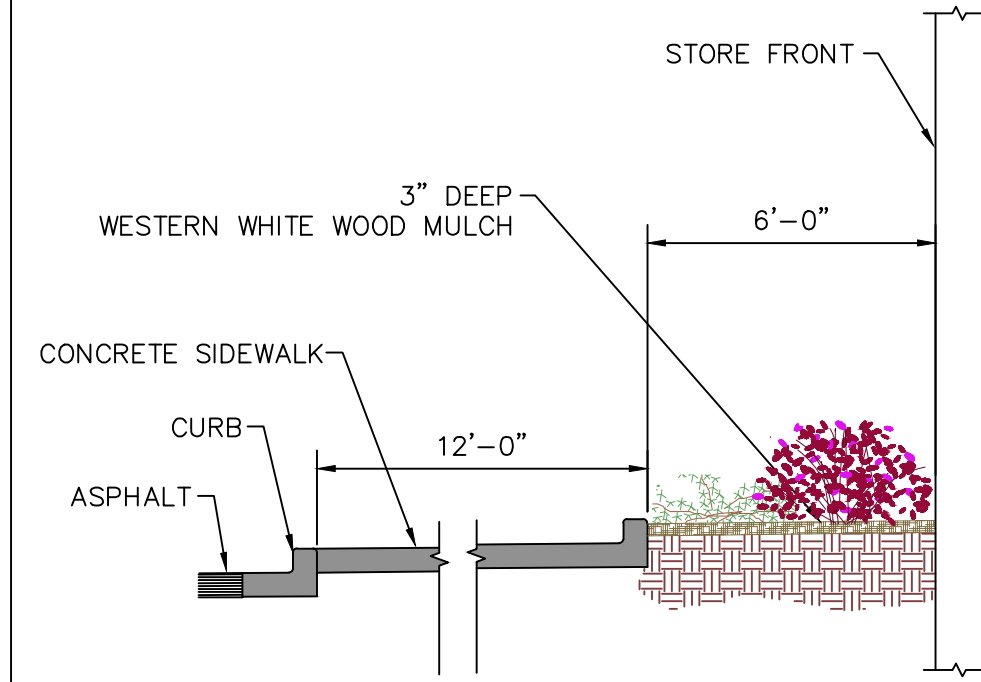 STORE FRONT
3” DEEP
WESTERN WHITE WOOD MULCH
6’-0”
CONCRETE SIDEWALK
CURB
12’-0”
ASPHALT